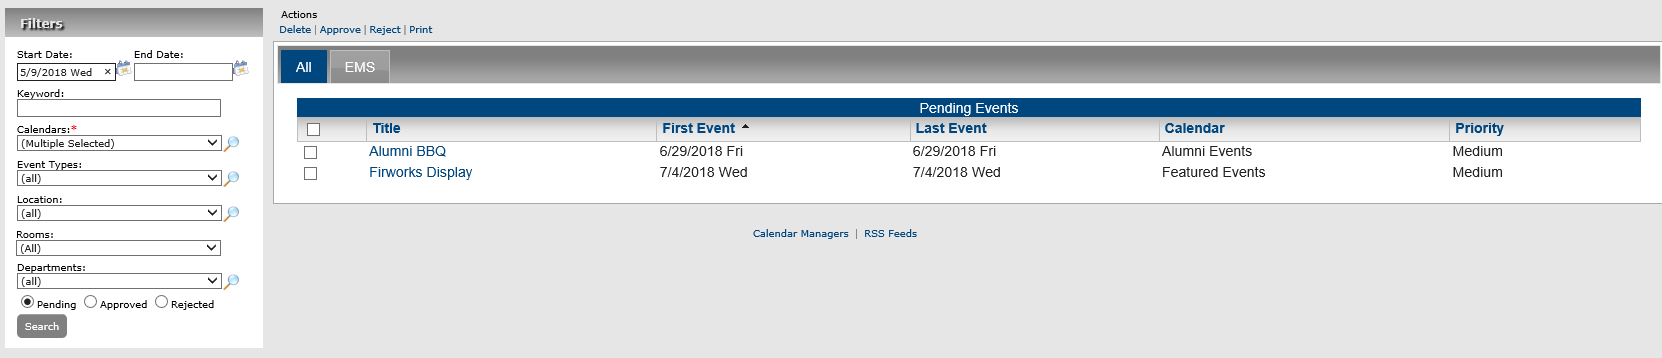 Filters
Start Date: End Date:
5/9/2018 Wed ×
Keyword:
Calendars:*
(Multiple Selected)
Event Types:
(all)
Location:
(all)
Rooms:
(All)
Departments:
(all)
Pending Approved Rejected
Search
Actions
Delete | Approve | Reject | Print
All EMS
Pending Events
Title First Event Last Event Calendar Priority
Alumni BBQ 6/29/2018 Fri 6/29/2018 Fri Alumni Events Medium
Firworks Display 7/4/2018 Wed 7/4/2018 Wed Featured Events Medium
Calendar Managers | RSS Feeds